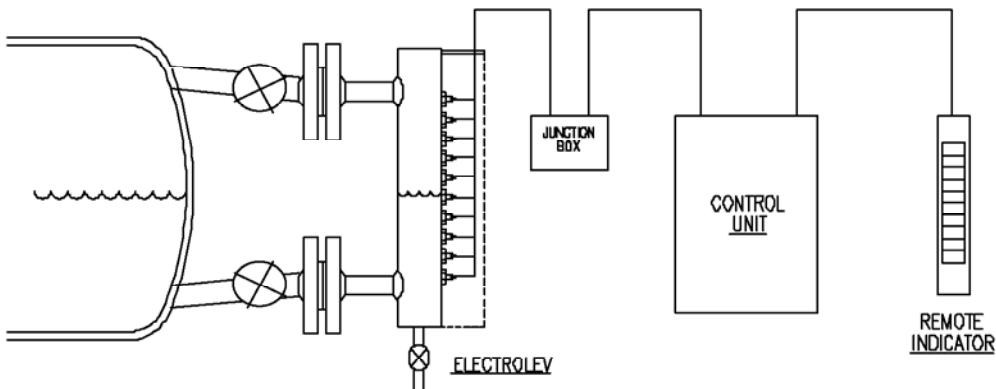 JUNCTION
BOX
CONTROL
UNIT
REMOTE
INDICATOR
ELECTROLEV